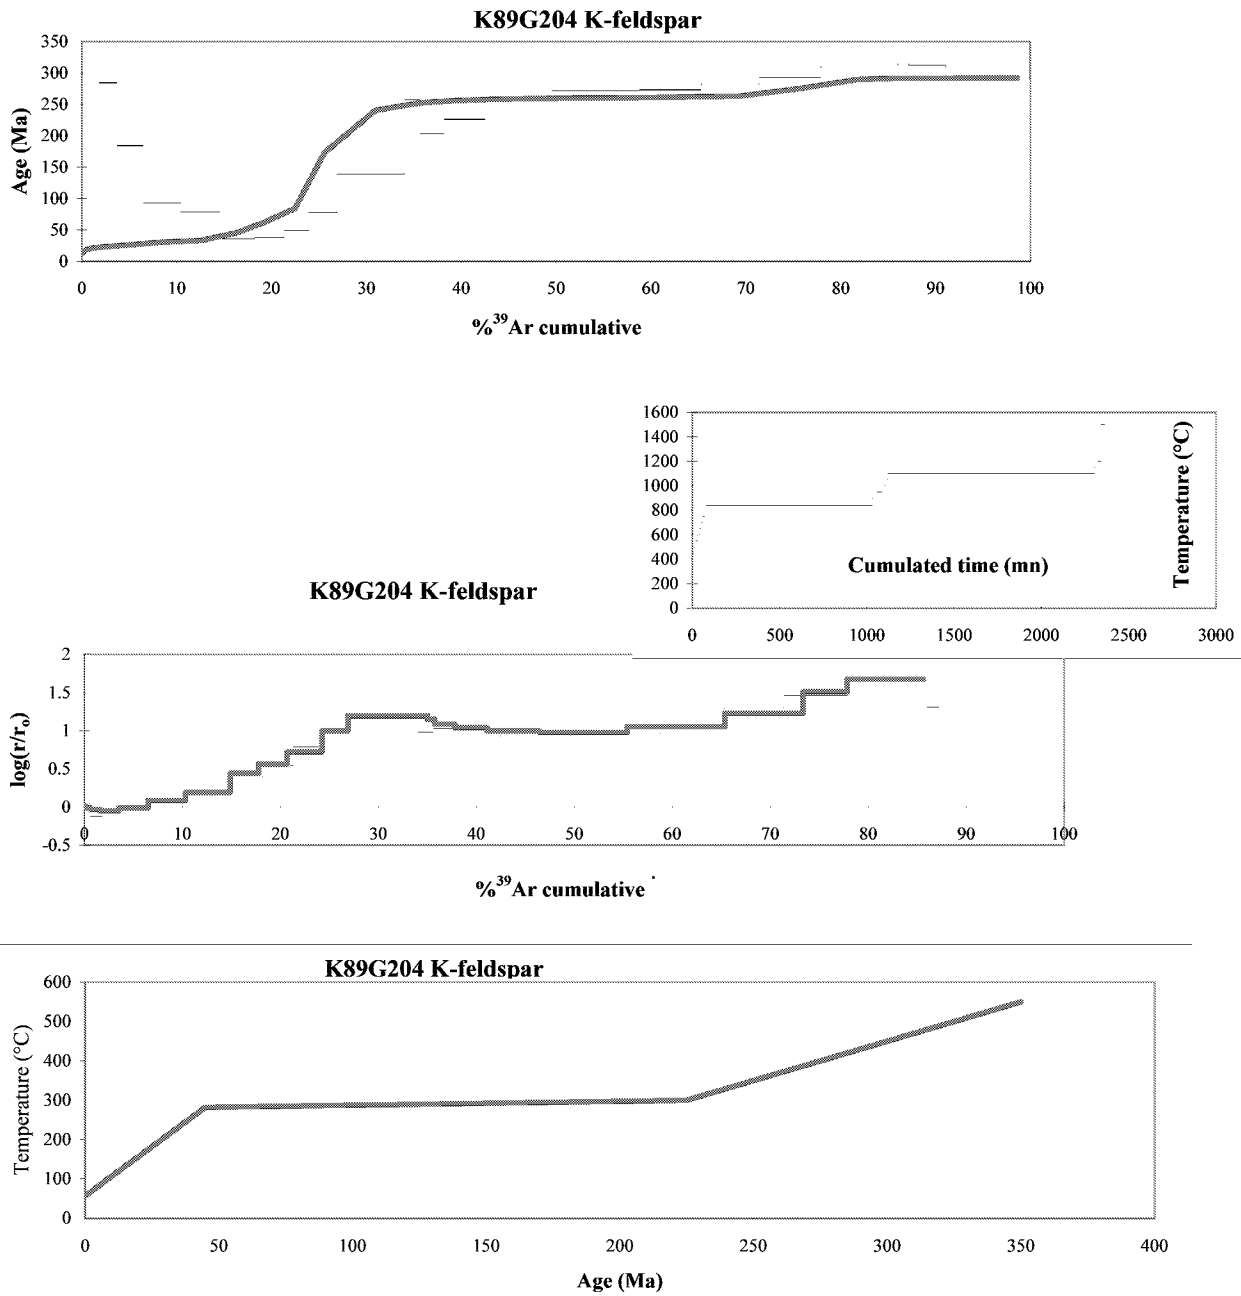 K89G204 K-feldspar
350
300
250
200
150
100
50
0
Age (Ma)
0 10 20 30 40 50 60 70 80 90 100
%³⁹Ar cumulative
1600
1400
1200
1000
800
600
400
200
0
Temperature (°C)
Cumulated time (mn)
0 500 1000 1500 2000 2500 3000
K89G204 K-feldspar
2
1.5
1
0.5
0
-0.5
log(r/r₀)
0 10 20 30 40 50 60 70 80 90 100
%³⁹Ar cumulative
K89G204 K-feldspar
600
500
400
300
200
100
0
Temperature (°C)
0 50 100 150 200 250 300 350 400
Age (Ma)